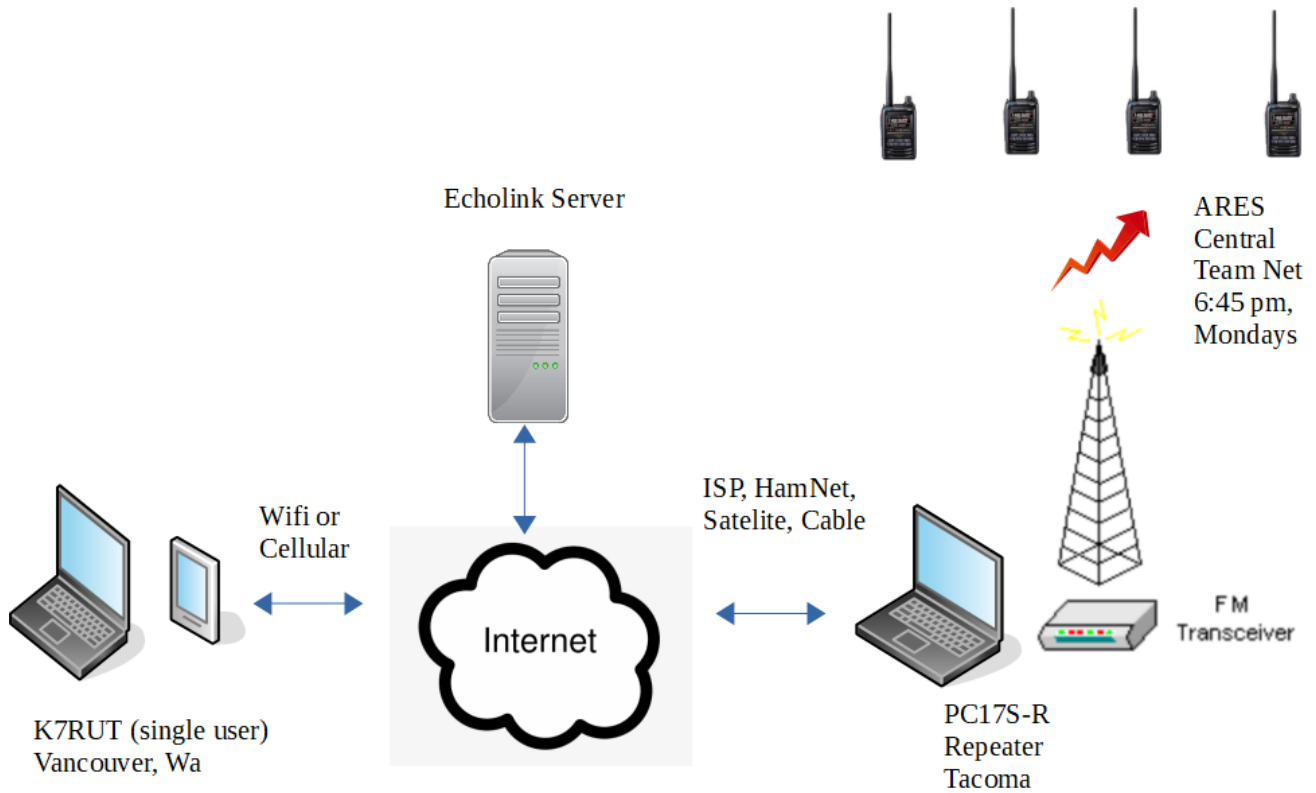 Echolink Server
ARES
Central
Team Net
6:45 pm,
Mondays
Wifi or
Cellular
ISP, HamNet,
Satelite, Cable
Internet
FM
Transceiver
K7RUT (single user)
Vancouver, Wa
PC17S-R
Repeater
Tacoma